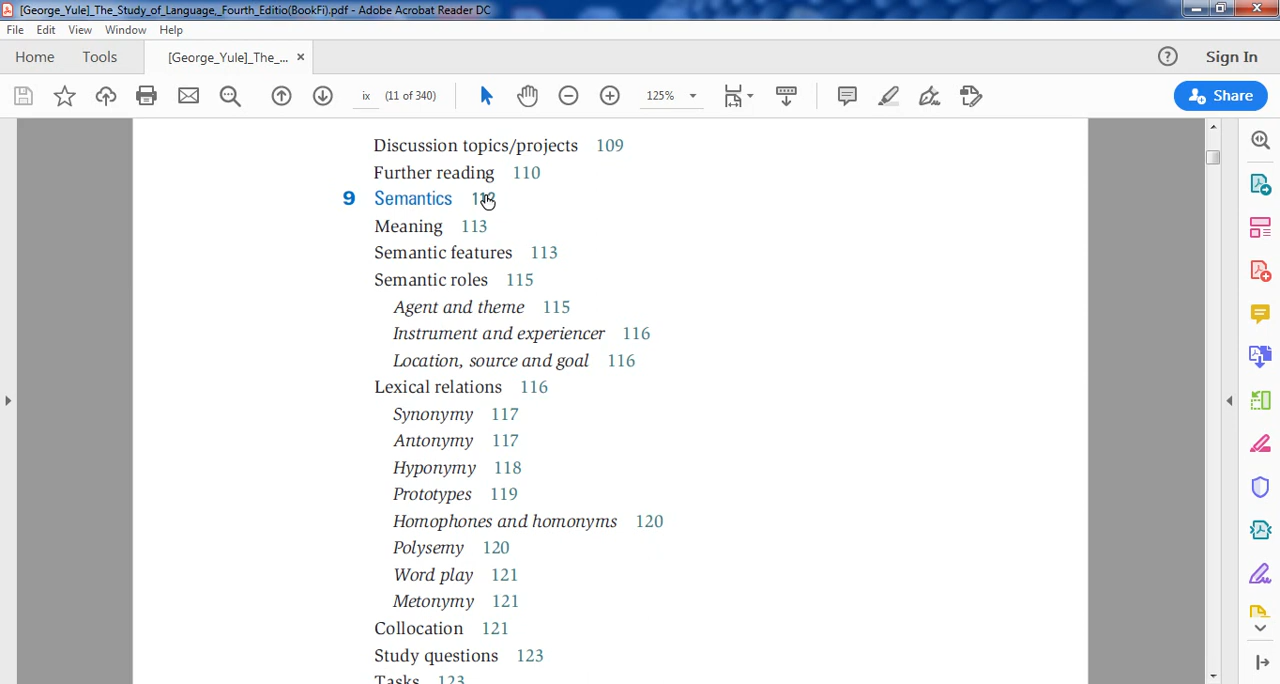 [George_Yule]_The_Study_of_Language,_Fourth_Editio(BookFi).pdf - Adobe Acrobat Reader DC
File Edit View Window Help
Home Tools [George_Yule]_The_... × ? Sign In
ix (11 of 340) 125% Share
Discussion topics/projects 109
Further reading 110
9 Semantics 112
Meaning 113
Semantic features 113
Semantic roles 115
Agent and theme 115
Instrument and experiencer 116
Location, source and goal 116
Lexical relations 116
Synonymy 117
Antonymy 117
Hyponymy 118
Prototypes 119
Homophones and homonyms 120
Polysemy 120
Word play 121
Metonymy 121
Collocation 121
Study questions 123
Tasks 123